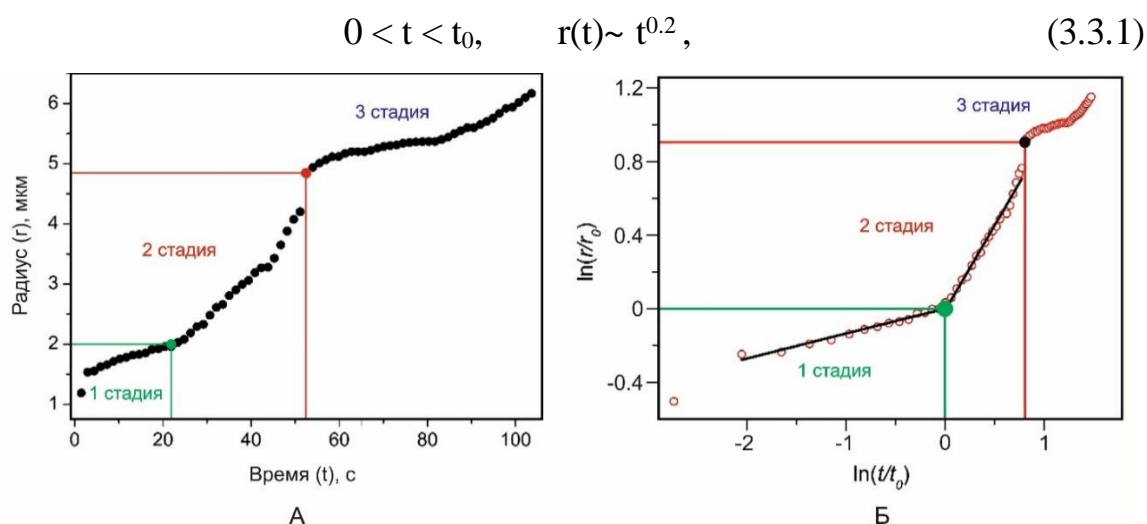 0 < t < t₀, r(t)~ t⁰·², (3.3.1)
6
5
4
3
2
1
Радиус (r), мкм
3 стадия
2 стадия
1 стадия
0 20 40 60 80 100
Время (t), с
А
1.2
0.8
0.4
0
-0.4
ln(r/r₀)
3 стадия
2 стадия
1 стадия
-2 -1 0 1
ln(t/t₀)
Б